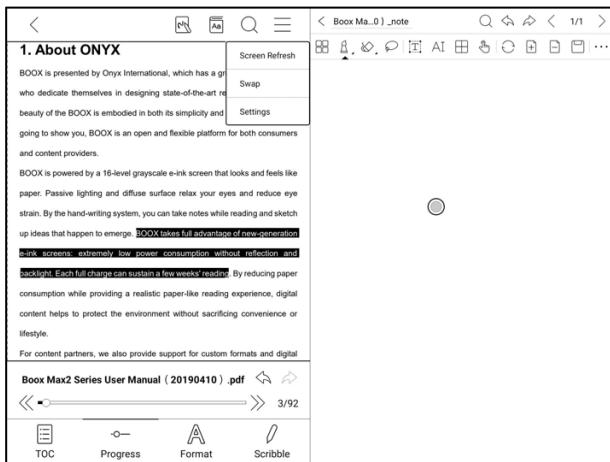 Aa
1. About ONYX
BOOX is presented by Onyx International, which has a gr
who dedicate themselves in designing state-of-the-art re
beauty of the BOOX is embodied in both its simplicity and
going to show you, BOOX is an open and flexible platform for both consumers
and content providers.
BOOX is powered by a 16-level grayscale e-ink screen that looks and feels like
paper. Passive lighting and diffuse surface relax your eyes and reduce eye
strain. By the hand-writing system, you can take notes while reading and sketch
up ideas that happen to emerge. BOOX takes full advantage of new-generation
e-ink screens: extremely low power consumption without reflection and
backlight. Each full charge can sustain a few weeks' reading. By reducing paper
consumption while providing a realistic paper-like reading experience, digital
content helps to protect the environment without sacrificing convenience or
lifestyle.
For content partners, we also provide support for custom formats and digital
Screen Refresh
Swap
Settings
Boox Max2 Series User Manual（20190410）.pdf
3/92
TOC
Progress
Format
Scribble
Boox Ma...0 ) _note
1/1
T
AI